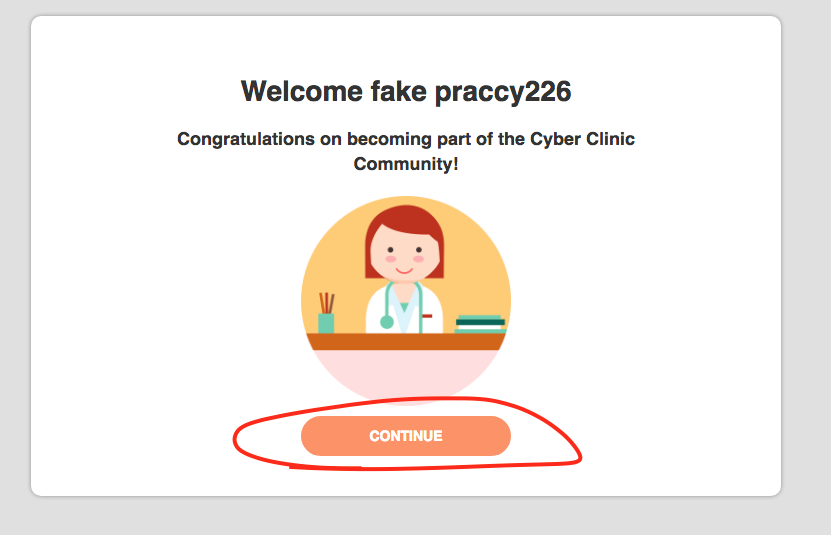 Welcome fake praccy226
Congratulations on becoming part of the Cyber Clinic
Community!
CONTINUE